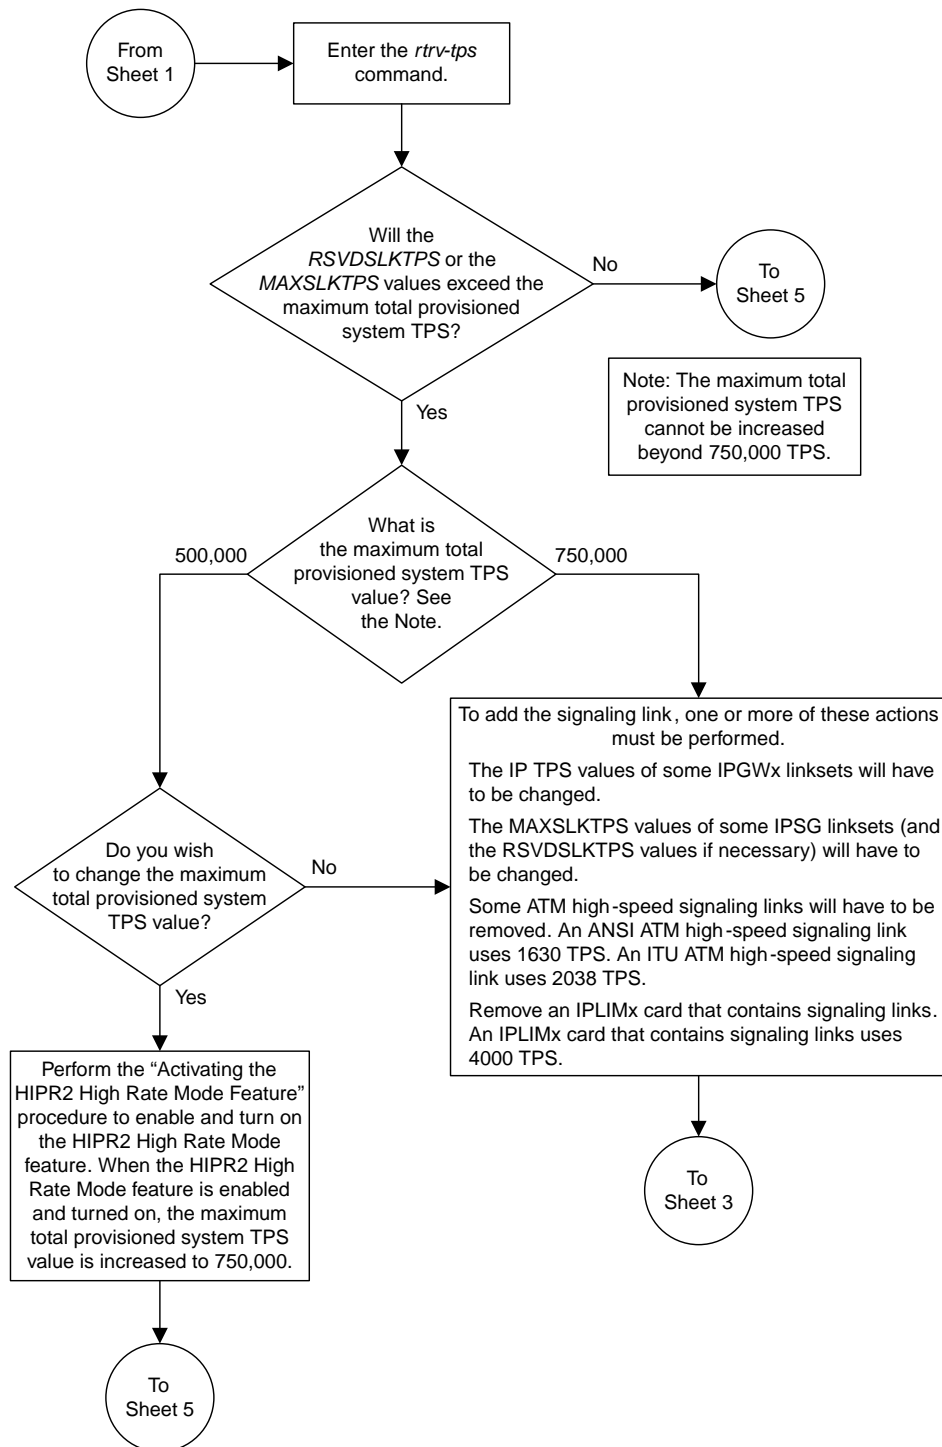 From
Sheet 1
Enter the rtrv-tps
command.
Will the
RSVDSLKTPS or the
MAXSLKTPS values exceed the
maximum total provisioned
system TPS?
No
To
Sheet 5
Note: The maximum total
provisioned system TPS
cannot be increased
beyond 750,000 TPS.
Yes
What is
the maximum total
provisioned system TPS
value? See
the Note.
500,000
750,000
To add the signaling link, one or more of these actions
must be performed.
The IP TPS values of some IPGWx linksets will have
to be changed.
The MAXSLKTPS values of some IPSG linksets (and
the RSVDSLKTPS values if necessary) will have to
be changed.
Some ATM high-speed signaling links will have to be
removed. An ANSI ATM high-speed signaling link
uses 1630 TPS. An ITU ATM high-speed signaling
link uses 2038 TPS.
Remove an IPLIMx card that contains signaling links.
An IPLIMx card that contains signaling links uses
4000 TPS.
Do you wish
to change the maximum
total provisioned system
TPS value?
No
Yes
Perform the “Activating the
HIPR2 High Rate Mode Feature”
procedure to enable and turn on
the HIPR2 High Rate Mode
feature. When the HIPR2 High
Rate Mode feature is enabled
and turned on, the maximum
total provisioned system TPS
value is increased to 750,000.
To
Sheet 3
To
Sheet 5